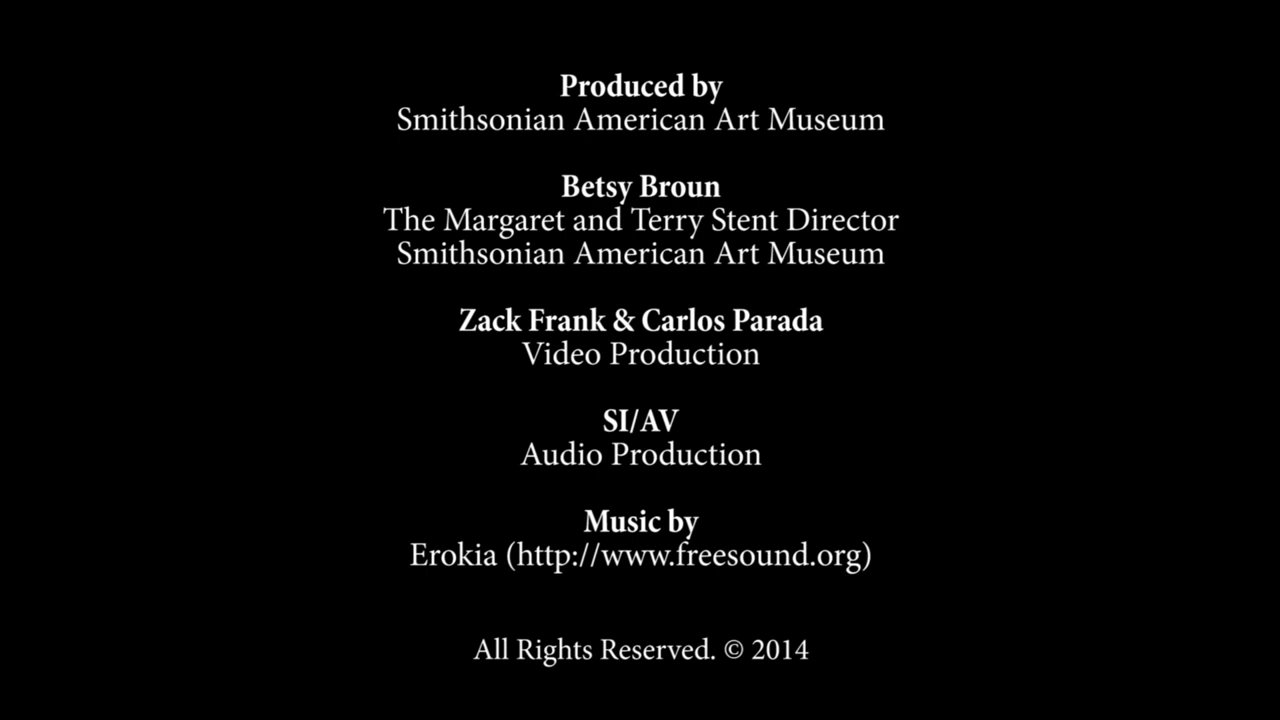 Produced by
Smithsonian American Art Museum
Betsy Broun
The Margaret and Terry Stent Director
Smithsonian American Art Museum
Zack Frank & Carlos Parada
Video Production
SI/AV
Audio Production
Music by
Erokia (http://www.freesound.org)
All Rights Reserved. © 2014